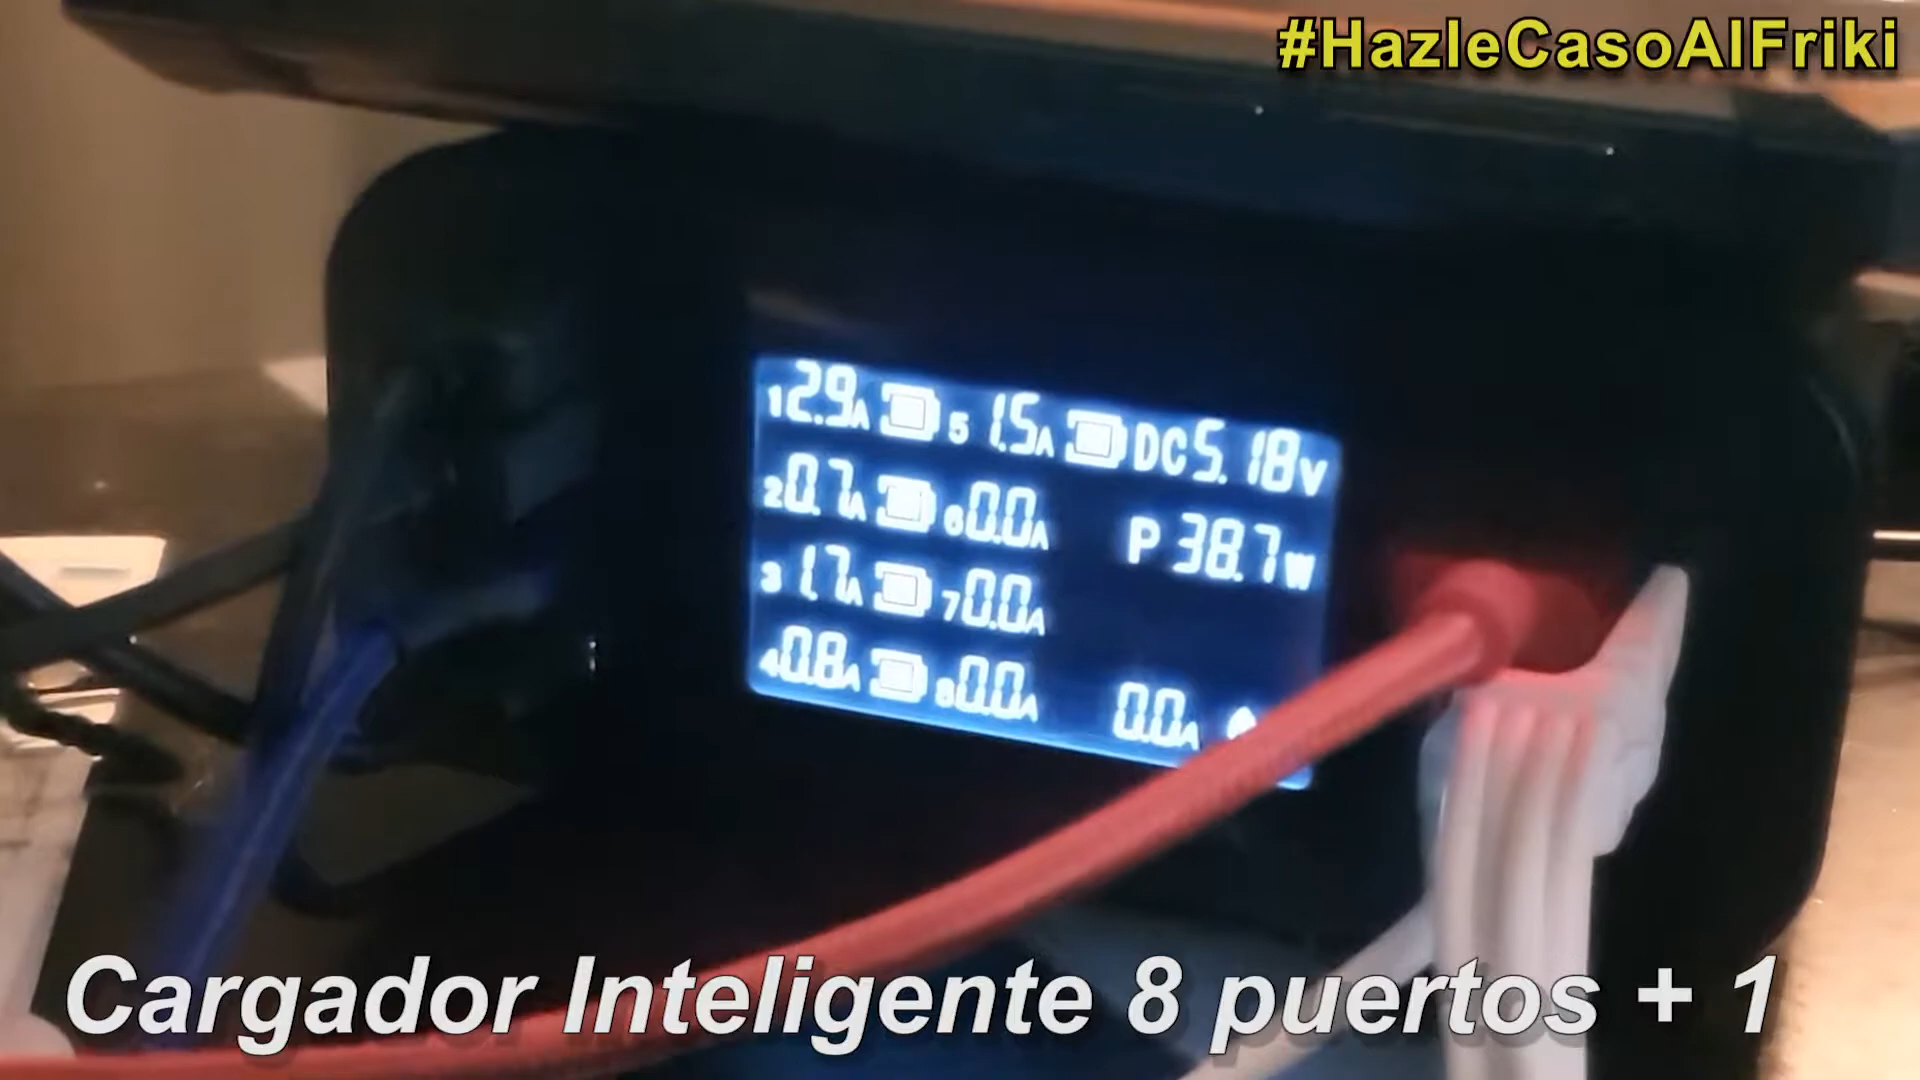 #HazleCasoAlFriki
1 2.9A 5 1.5A DC 5.18V
2 0.7A 6 0.0A P 38.7W
3 1.7A 7 0.0A
4 0.8A 8 0.0A 0.0A
Cargador Inteligente 8 puertos + 1